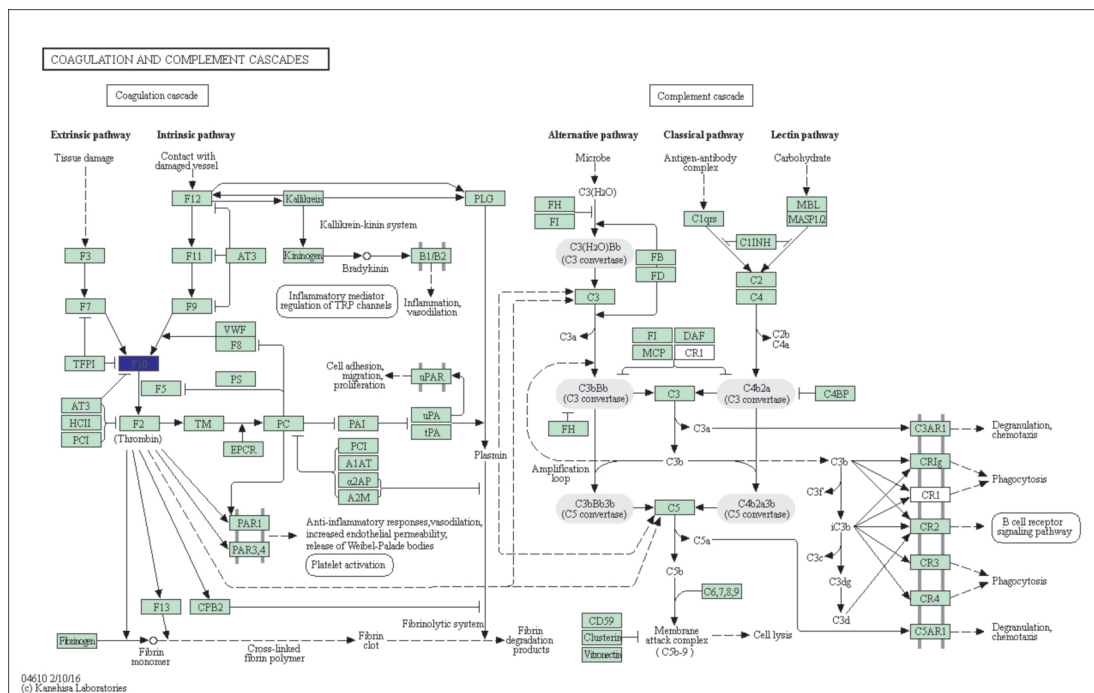 COAGULATION AND COMPLEMENT CASCADES
Coagulation cascade
Complement cascade
Extrinsic pathway
Intrinsic pathway
Alternative pathway
Classical pathway
Lectin pathway
Tissue damage
Contact with
damaged vessel
Microbe
Antigen-antibody
complex
Carbohydrate
F12
Kallikrein
PLG
C3(H2O)
FH
FI
C1qrs
MBL
MASP1/2
Kallikrein-kinin system
C1INH
F3
F11
AT3
Kininogen
Bradykinin
B1/B2
C3(H2O)Bb
(C3 convertase)
FB
FD
C2
C4
Inflammatory mediator
regulation of TRP channels
Inflammation,
vasodilation
C3
F7
F9
VWF
F8
C3a
FI
DAF
MCP
CR1
C2b
C4a
TFPI
F10
Cell adhesion,
migration,
proliferation
uPAR
F5
PS
C3bBb
(C3 convertase)
C3
C4b2a
(C3 convertase)
C4BP
AT3
HCII
PCI
F2
(Thrombin)
TM
PC
PAI
uPA
tPA
FH
EPCR
C3a
C3AR1
Degranulation,
chemotaxis
PCI
A1AT
α2AP
A2M
Plasmin
Amplification
loop
C3b
C3b
CRIg
C3f
CR1
Phagocytosis
C3bBb3b
(C5 convertase)
C5
C4b2a3b
(C5 convertase)
PAR1
PAR3,4
Anti-inflammatory responses,vasodilation,
increased endothelial permeability,
release of Weibel-Palade bodies
Platelet activation
iC3b
CR2
B cell receptor
signaling pathway
C5a
C3c
CR3
C5b
C3dg
Phagocytosis
C6,7,8,9
CR4
F13
CPB2
C3d
Fibrinolytic system
CD59
Clusterin
Vitronectin
Membrane
attack complex
(C5b-9)
Cell lysis
C5AR1
Degranulation,
chemotaxis
Fibrinogen
Fibrin
monomer
Cross-linked
fibrin polymer
Fibrin
clot
Fibrin
degradation
products
04610 2/10/16
(c) Kanehisa Laboratories